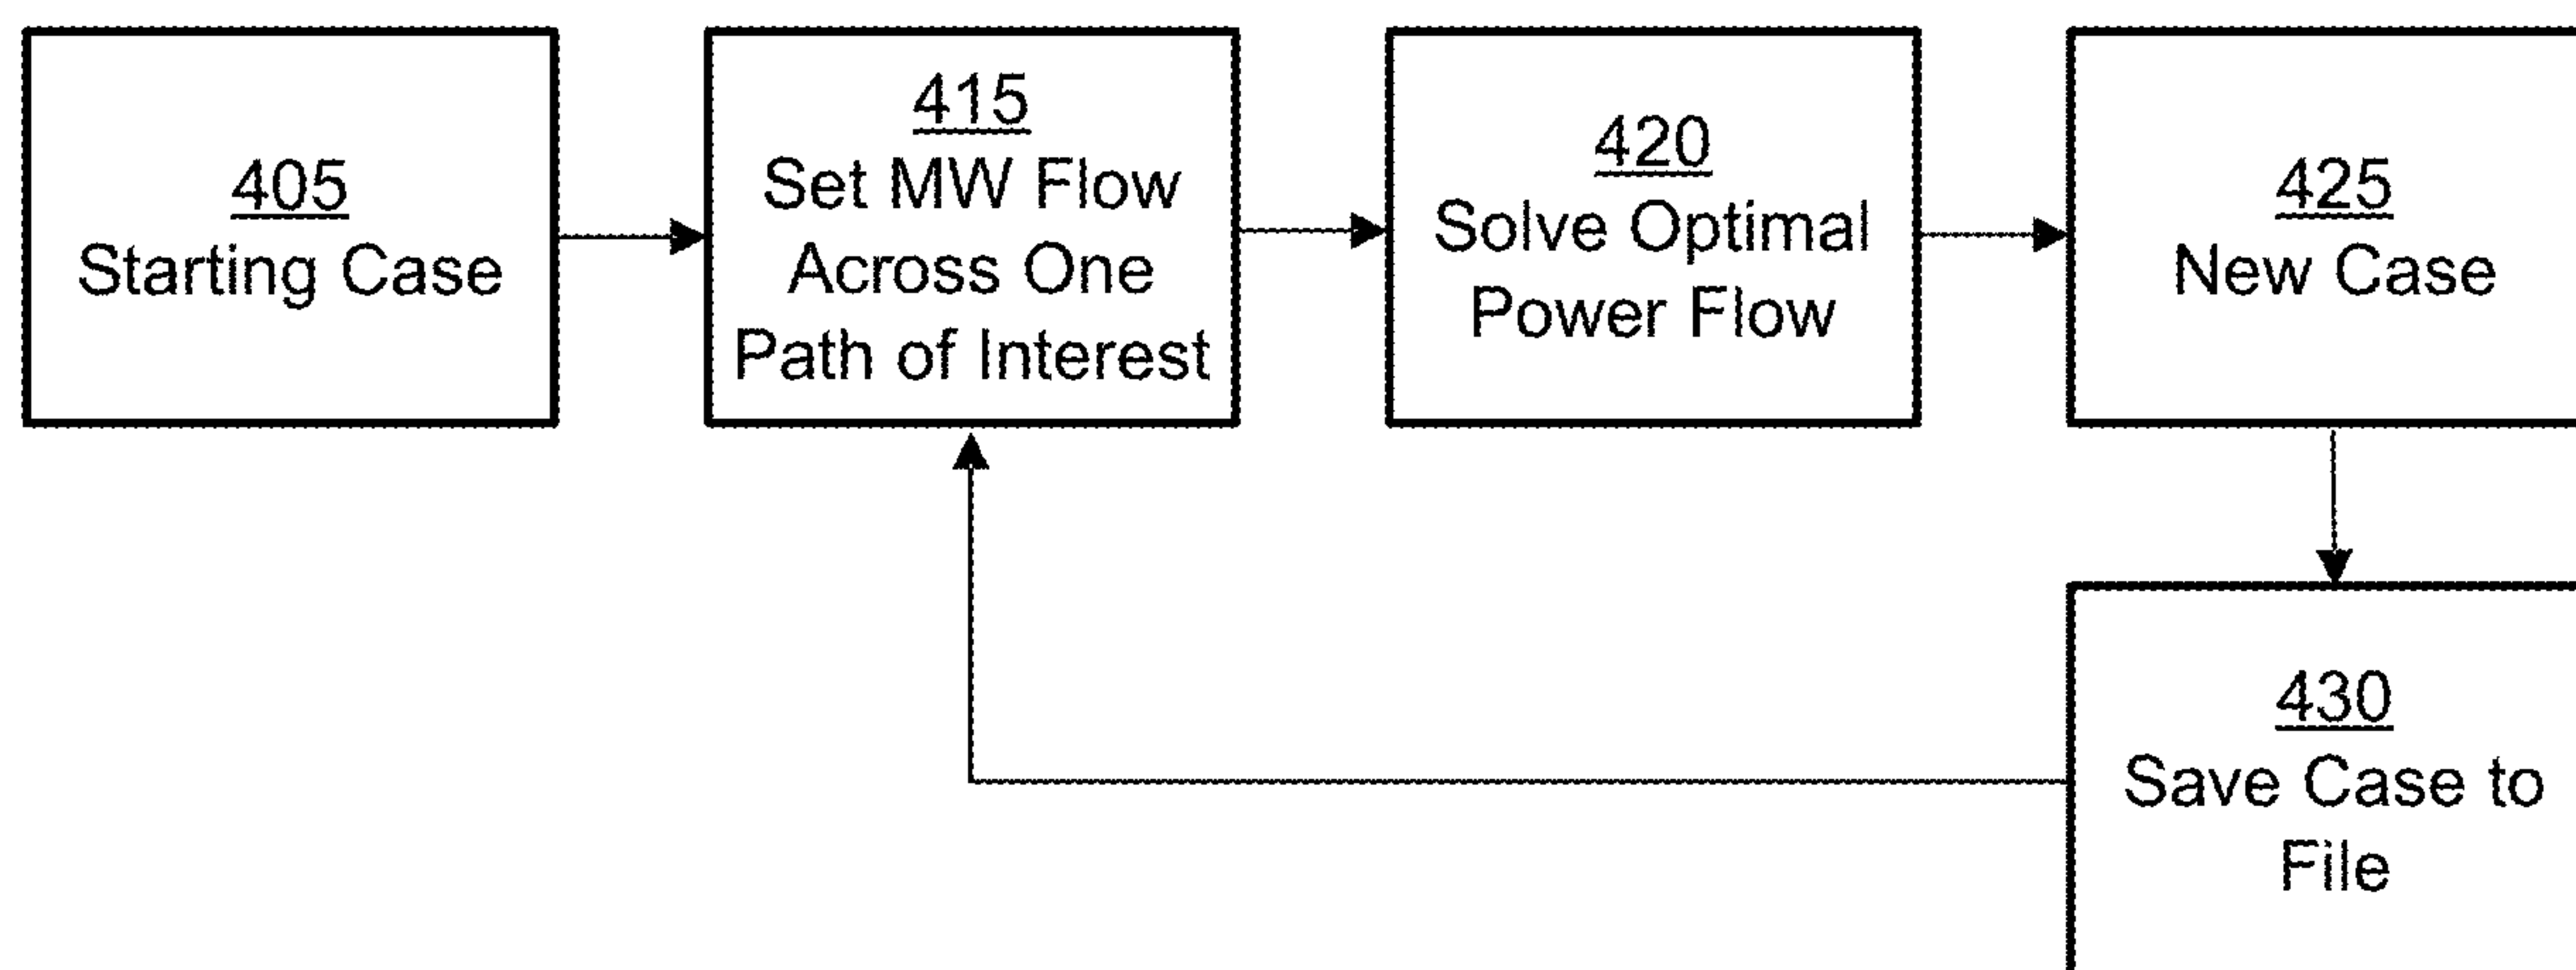 405
Starting Case
415
Set MW Flow
Across One
Path of Interest
420
Solve Optimal
Power Flow
425
New Case
430
Save Case to
File